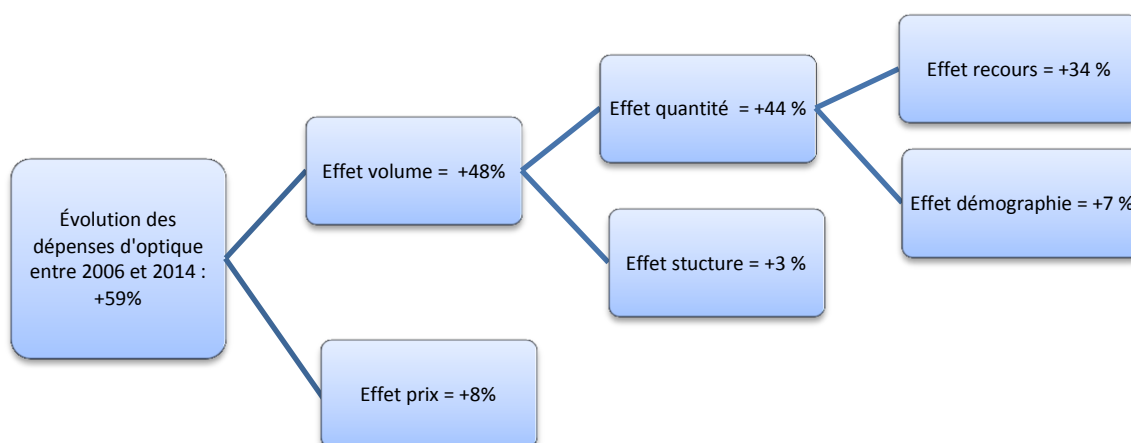 Évolution des
dépenses d'optique
entre 2006 et 2014 :
+59%
Effet volume = +48%
Effet prix = +8%
Effet quantité = +44 %
Effet stucture = +3 %
Effet recours = +34 %
Effet démographie = +7 %